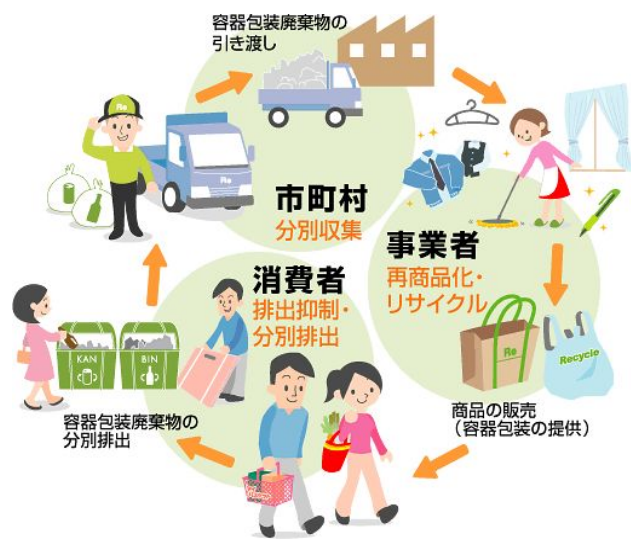 容器包装廃棄物の
引き渡し
Re
Re
市町村
分別収集
事業者
再商品化・
リサイクル
消費者
排出抑制・
分別排出
KAN
BIN
Re
Recycle
商品の販売
(容器包装の提供)
容器包装廃棄物の
分別排出